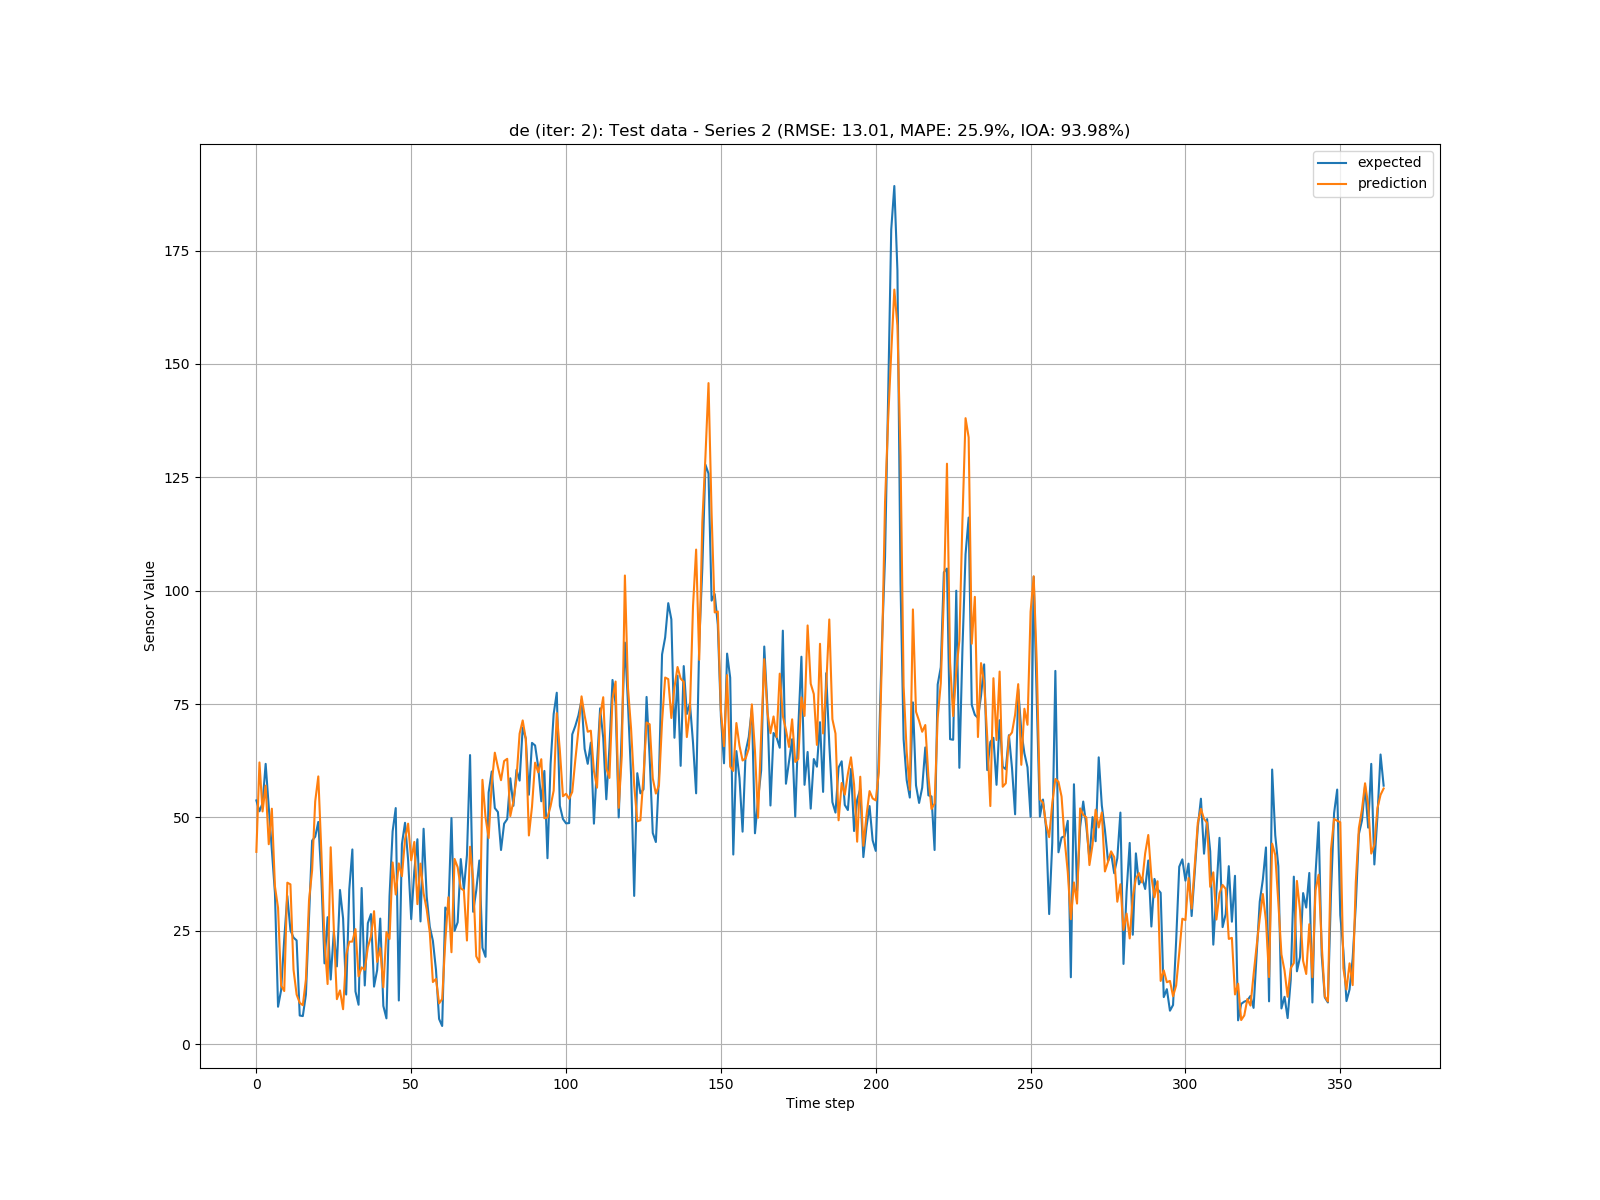 de (iter: 2): Test data - Series 2 (RMSE: 13.01, MAPE: 25.9%, IOA: 93.98%)
expected
prediction
175
150
125
100
75
50
25
0
Sensor Value
0 50 100 150 200 250 300 350
Time step